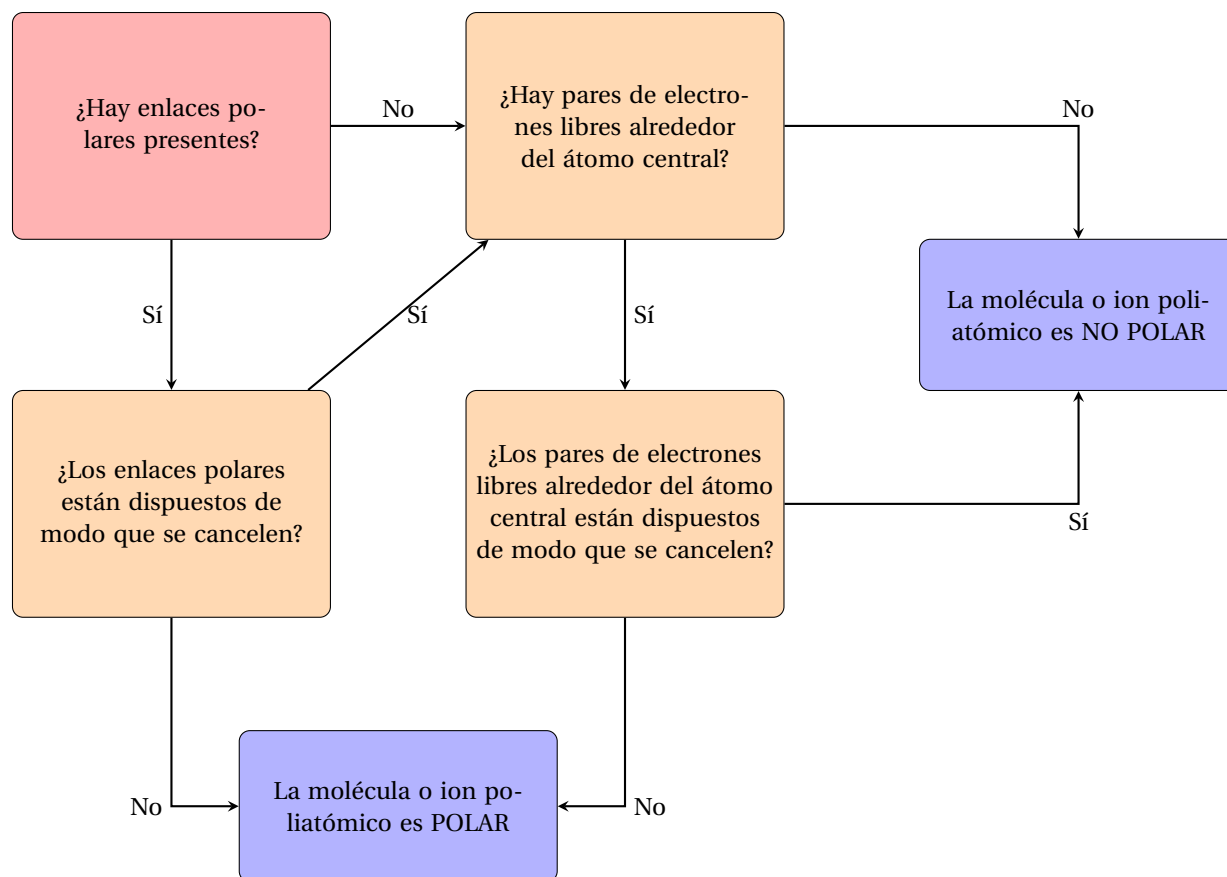 ¿Hay enlaces po-
lares presentes?
No
¿Hay pares de electro-
nes libres alrededor
del átomo central?
No
Sí
Sí
Sí
La molécula o ion poli-
atómico es NO POLAR
¿Los enlaces polares
están dispuestos de
modo que se cancelen?
¿Los pares de electrones
libres alrededor del átomo
central están dispuestos
de modo que se cancelen?
Sí
No
La molécula o ion po-
liatómico es POLAR
No